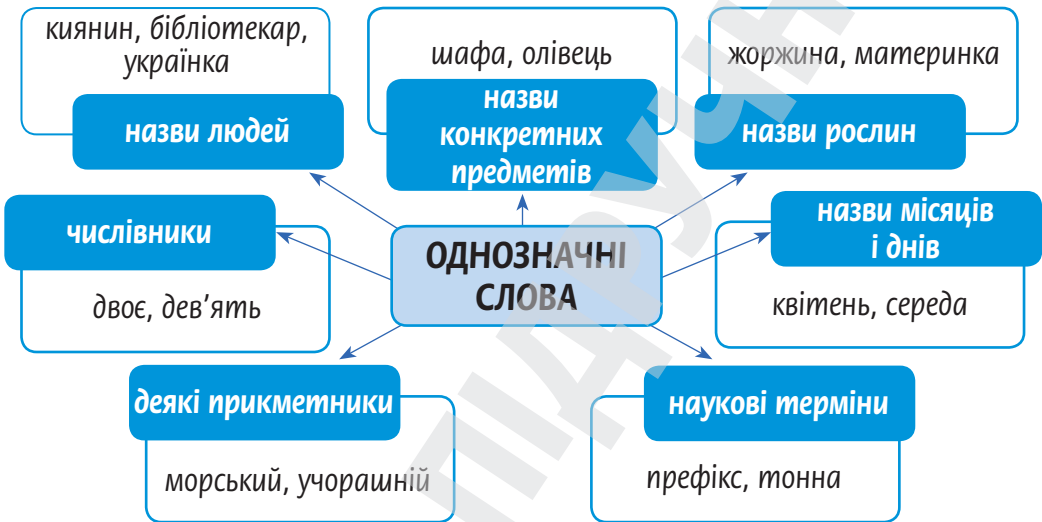 киянин, бібліотекар,
українка
назви людей
шафа, олівець
назви
конкретних
предметів
жоржина, материнка
назви рослин
числівники
двоє, дев’ять
ОДНОЗНАЧНІ
СЛОВА
назви місяців
і днів
квітень, середа
деякі прикметники
морський, учорашній
наукові терміни
префікс, тонна